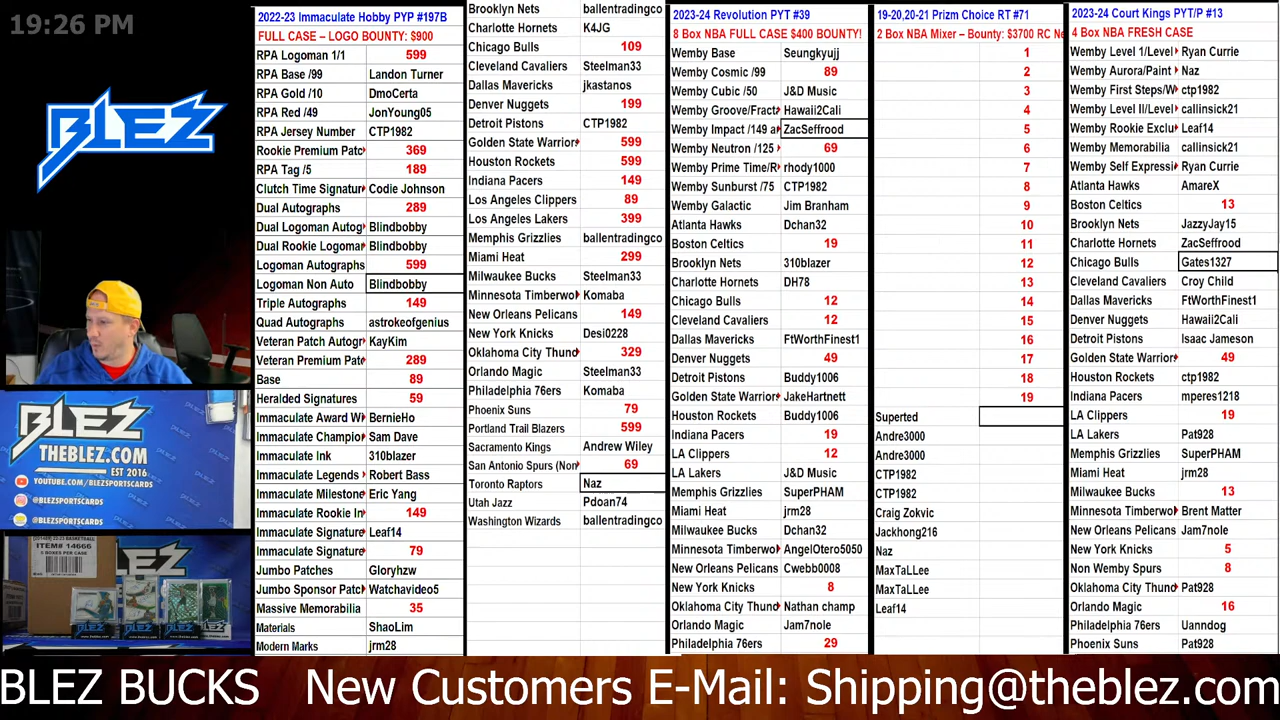 19:26 PM
BLEZ
BLEZ
THEBLEZ.COM
EST 2016
YOUTUBE.COM/BLEZSPORTSCARDS
@BLEZSPORTSCARDS
@BLEZSPORTSCARDS
ITEM# 14666
2022-23 Immaculate Hobby PYP #197B
FULL CASE – LOGO BOUNTY: $900
RPA Logoman 1/1 599
RPA Base /99 Landon Turner
RPA Gold /10 DmoCerta
RPA Red /49 JonYoung05
RPA Jersey Number CTP1982
Rookie Premium Patc 369
RPA Tag /5 189
Clutch Time Signatur Codie Johnson
Dual Autographs 289
Dual Logoman Autog Blindbobby
Dual Rookie Logoma Blindbobby
Logoman Autographs 599
Logoman Non Auto Blindbobby
Triple Autographs 149
Quad Autographs astrokeofgenius
Veteran Patch Autogr KayKim
Veteran Premium Pat 289
Base 89
Heralded Signatures 59
Immaculate Award W BernieHo
Immaculate Champio Sam Dave
Immaculate Ink 310blazer
Immaculate Legends Robert Bass
Immaculate Milestone Eric Yang
Immaculate Rookie In 149
Immaculate Signature Leaf14
Immaculate Signature 79
Jumbo Patches Gloryhzw
Jumbo Sponsor Patc Watchavideo5
Massive Memorabilia 35
Materials ShaoLim
Modern Marks jrm28
Brooklyn Nets ballentradingco
Charlotte Hornets K4JG
Chicago Bulls 109
Cleveland Cavaliers Steelman33
Dallas Mavericks jkastanos
Denver Nuggets 199
Detroit Pistons CTP1982
Golden State Warrior 599
Houston Rockets 599
Indiana Pacers 149
Los Angeles Clippers 89
Los Angeles Lakers 399
Memphis Grizzlies ballentradingco
Miami Heat 299
Milwaukee Bucks Steelman33
Minnesota Timberwo Komaba
New Orleans Pelicans 149
New York Knicks Desi0228
Oklahoma City Thund 329
Orlando Magic Steelman33
Philadelphia 76ers Komaba
Phoenix Suns 79
Portland Trail Blazers 599
Sacramento Kings Andrew Wiley
San Antonio Spurs (Non 69
Toronto Raptors Naz
Utah Jazz Pdoan74
Washington Wizards ballentradingco
2023-24 Revolution PYT #39
8 Box NBA FULL CASE $400 BOUNTY!
Wemby Base Seungkyujj
Wemby Cosmic /99 89
Wemby Cubic /50 J&D Music
Wemby Groove/Fract Hawaii2Cali
Wemby Impact /149 a ZacSeffrood
Wemby Neutron /125 69
Wemby Prime Time/R rhody1000
Wemby Sunburst /75 CTP1982
Wemby Galactic Jim Branham
Atlanta Hawks Dchan32
Boston Celtics 19
Brooklyn Nets 310blazer
Charlotte Hornets DH78
Chicago Bulls 12
Cleveland Cavaliers 12
Dallas Mavericks FtWorthFinest1
Denver Nuggets 49
Detroit Pistons Buddy1006
Golden State Warrior JakeHartnett
Houston Rockets Buddy1006
Indiana Pacers 19
LA Clippers 12
LA Lakers J&D Music
Memphis Grizzlies SuperPHAM
Miami Heat jrm28
Milwaukee Bucks Dchan32
Minnesota Timberwo AngelOtero5050
New Orleans Pelicans Cwebb0008
New York Knicks 8
Oklahoma City Thund Nathan champ
Orlando Magic Jam7nole
Philadelphia 76ers 29
19-20,20-21 Prizm Choice RT #71
2 Box NBA Mixer – Bounty: $3700 RC Ne
1
2
3
4
5
6
7
8
9
10
11
12
13
14
15
16
17
18
19
Superted
Andre3000
Andre3000
CTP1982
CTP1982
Craig Zokvic
Jackhong216
Naz
MaxTaLLee
MaxTaLLee
Leaf14
2023-24 Court Kings PYT/P #13
4 Box NBA FRESH CASE
Wemby Level 1/Level Ryan Currie
Wemby Aurora/Paint Naz
Wemby First Steps/W ctp1982
Wemby Level II/Level callinsick21
Wemby Rookie Exclu Leaf14
Wemby Memorabilia callinsick21
Wemby Self Expressi Ryan Currie
Atlanta Hawks AmareX
Boston Celtics 13
Brooklyn Nets JazzyJay15
Charlotte Hornets ZacSeffrood
Chicago Bulls Gates1327
Cleveland Cavaliers Croy Child
Dallas Mavericks FtWorthFinest1
Denver Nuggets Hawaii2Cali
Detroit Pistons Isaac Jameson
Golden State Warrior 49
Houston Rockets ctp1982
Indiana Pacers mperes1218
LA Clippers 19
LA Lakers Pat928
Memphis Grizzlies SuperPHAM
Miami Heat jrm28
Milwaukee Bucks 13
Minnesota Timberwo Brent Matter
New Orleans Pelicans Jam7nole
New York Knicks 5
Non Wemby Spurs 8
Oklahoma City Thund Pat928
Orlando Magic 16
Philadelphia 76ers Uanndog
Phoenix Suns Pat928
BLEZ BUCKS New Customers E-Mail: Shipping@theblez.com